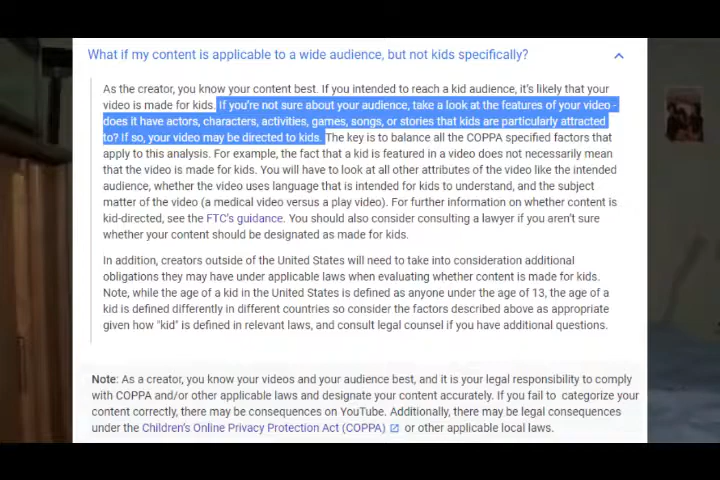 What if my content is applicable to a wide audience, but not kids specifically?
As the creator, you know your content best. If you intended to reach a kid audience, it's likely that your
video is made for kids. If you're not sure about your audience, take a look at the features of your video -
does it have actors, characters, activities, games, songs, or stories that kids are particularly attracted
to? If so, your video may be directed to kids. The key is to balance all the COPPA specified factors that
apply to this analysis. For example, the fact that a kid is featured in a video does not necessarily mean
that the video is made for kids. You will have to look at all other attributes of the video like the intended
audience, whether the video uses language that is intended for kids to understand, and the subject
matter of the video (a medical video versus a play video). For further information on whether content is
kid-directed, see the FTC's guidance. You should also consider consulting a lawyer if you aren't sure
whether your content should be designated as made for kids.
In addition, creators outside of the United States will need to take into consideration additional
obligations they may have under applicable laws when evaluating whether content is made for kids.
Note, while the age of a kid in the United States is defined as anyone under the age of 13, the age of a
kid is defined differently in different countries so consider the factors described above as appropriate
given how "kid" is defined in relevant laws, and consult legal counsel if you have additional questions.
Note: As a creator, you know your videos and your audience best, and it is your legal responsibility to comply
with COPPA and/or other applicable laws and designate your content accurately. If you fail to categorize your
content correctly, there may be consequences on YouTube. Additionally, there may be legal consequences
under the Children's Online Privacy Protection Act (COPPA) or other applicable local laws.